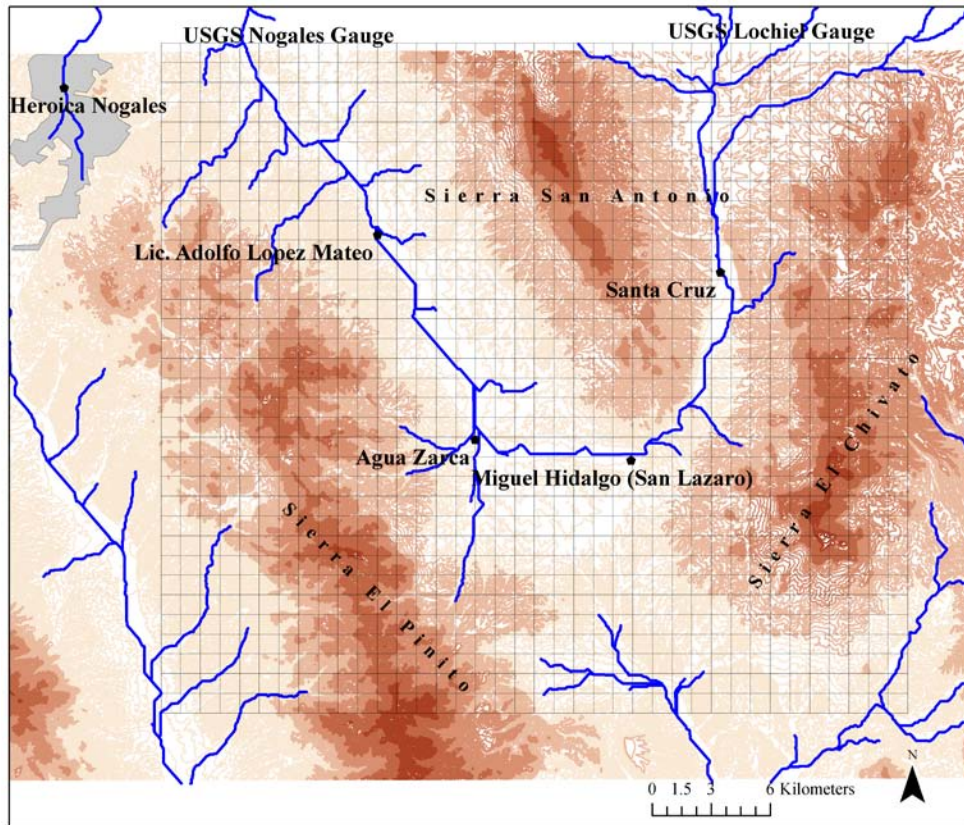 USGS Nogales Gauge
USGS Lochiel Gauge
Heroica Nogales
Sierra San Antonio
Lic. Adolfo Lopez Mateo
Santa Cruz
Agua Zarca
Miguel Hidalgo (San Lazaro)
Sierra El Chivato
Sierra El Pinito
N
0 1.5 3 6 Kilometers